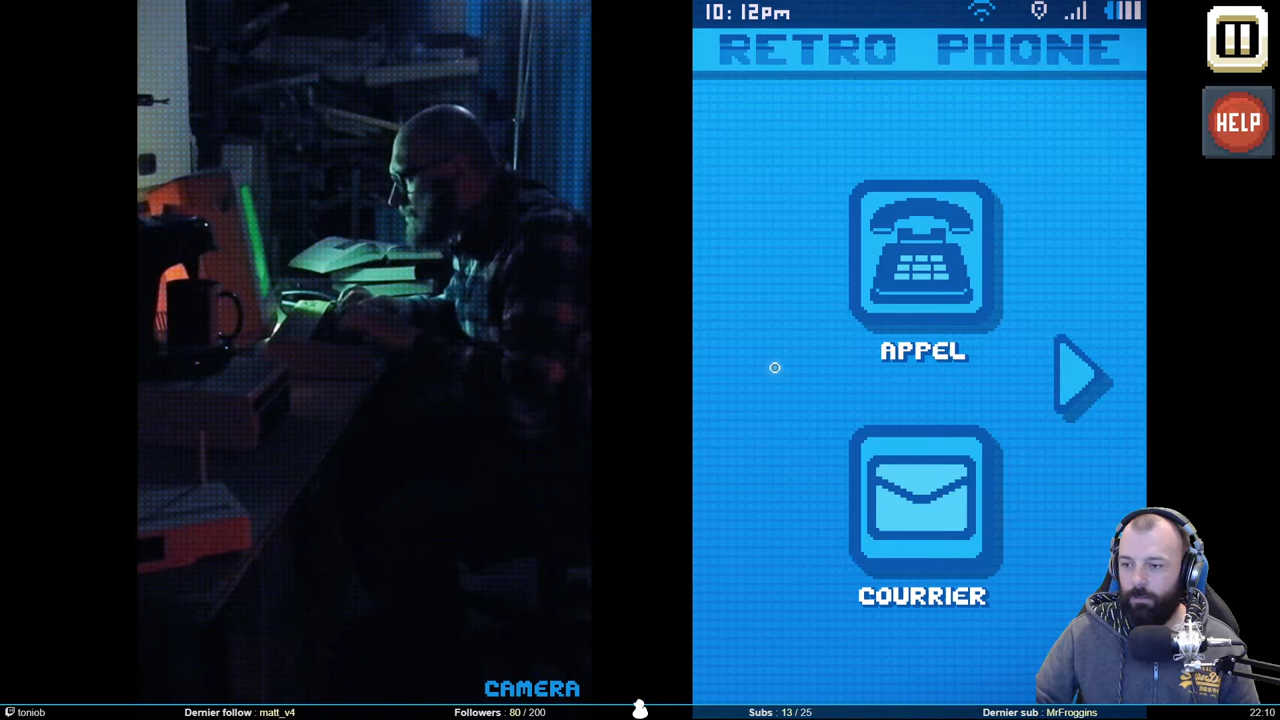 10:12pm
RETRO PHONE
HELP
APPEL
COURRIER
CAMERA
toniob
Dernier follow : matt_v4
Followers : 80 / 200
Subs : 13 / 25
Dernier sub : MrFroggins
22:10